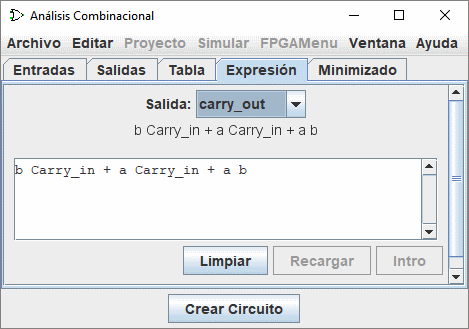 Análisis Combinacional
Archivo Editar Proyecto Simular FPGAMenu Ventana Ayuda
Entradas Salidas Tabla Expresión Minimizado
Salida: carry_out
b Carry_in + a Carry_in + a b
b Carry_in + a Carry_in + a b
Limpiar Recargar Intro
Crear Circuito